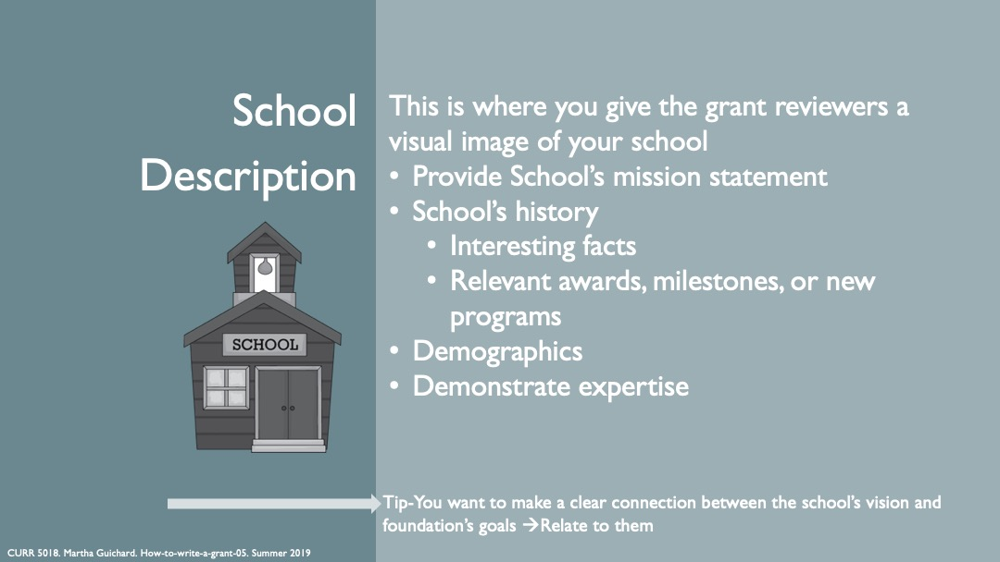 School
Description
SCHOOL
This is where you give the grant reviewers a
visual image of your school
• Provide School’s mission statement
• School’s history
• Interesting facts
• Relevant awards, milestones, or new
programs
• Demographics
• Demonstrate expertise
Tip-You want to make a clear connection between the school’s vision and
foundation’s goals →Relate to them
CURR 5018. Martha Guichard. How-to-write-a-grant-05. Summer 2019